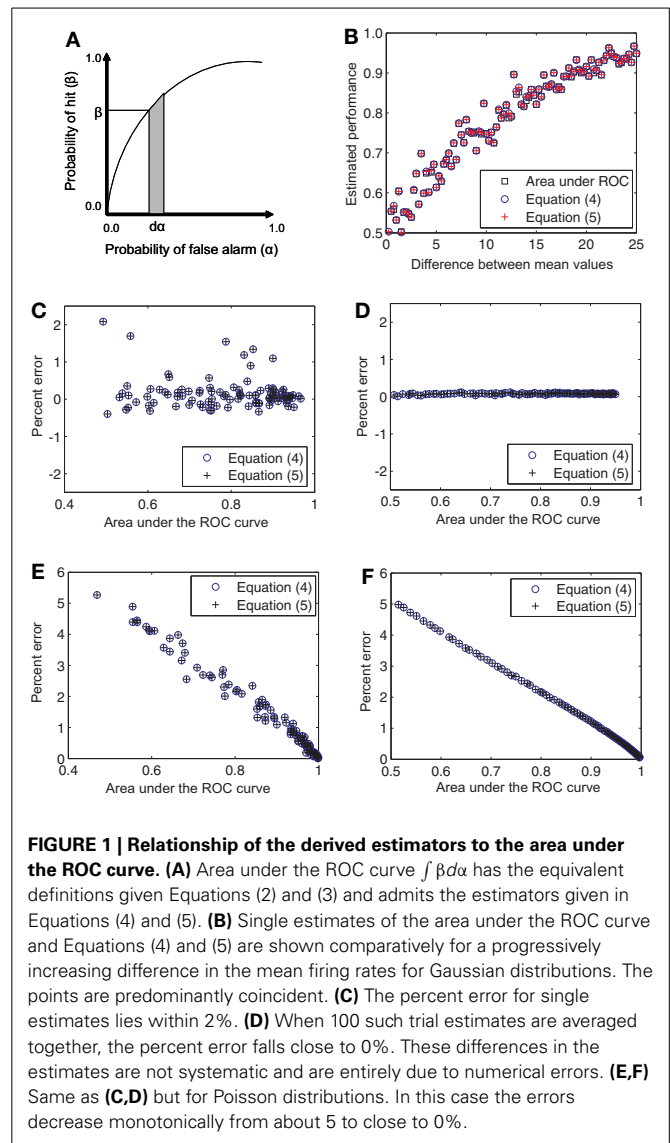 A
1.0
Probability of hit (β)
β
0.0
0.0
dα
1.0
Probability of false alarm (α)
B
1.0
0.9
0.8
0.7
0.6
0.5
Estimated performance
Area under ROC
Equation (4)
Equation (5)
0
5
10
15
20
25
Difference between mean values
C
2
1
0
-1
-2
Percent error
Equation (4)
Equation (5)
0.4
0.6
0.8
1
Area under the ROC curve
D
2
1
0
-1
-2
Percent error
Equation (4)
Equation (5)
0.5
0.6
0.7
0.8
0.9
1
Area under the ROC curve
E
6
5
4
3
2
1
0
Percent error
Equation (4)
Equation (5)
0.4
0.6
0.8
1
Area under the ROC curve
F
6
5
4
3
2
1
0
Percent error
Equation (4)
Equation (5)
0.5
0.6
0.7
0.8
0.9
1
Area under the ROC curve
FIGURE 1 | Relationship of the derived estimators to the area under
the ROC curve. (A) Area under the ROC curve ∫ βdα has the equivalent
definitions given Equations (2) and (3) and admits the estimators given in
Equations (4) and (5). (B) Single estimates of the area under the ROC curve
and Equations (4) and (5) are shown comparatively for a progressively
increasing difference in the mean firing rates for Gaussian distributions. The
points are predominantly coincident. (C) The percent error for single
estimates lies within 2%. (D) When 100 such trial estimates are averaged
together, the percent error falls close to 0%. These differences in the
estimates are not systematic and are entirely due to numerical errors. (E,F)
Same as (C,D) but for Poisson distributions. In this case the errors
decrease monotonically from about 5 to close to 0%.